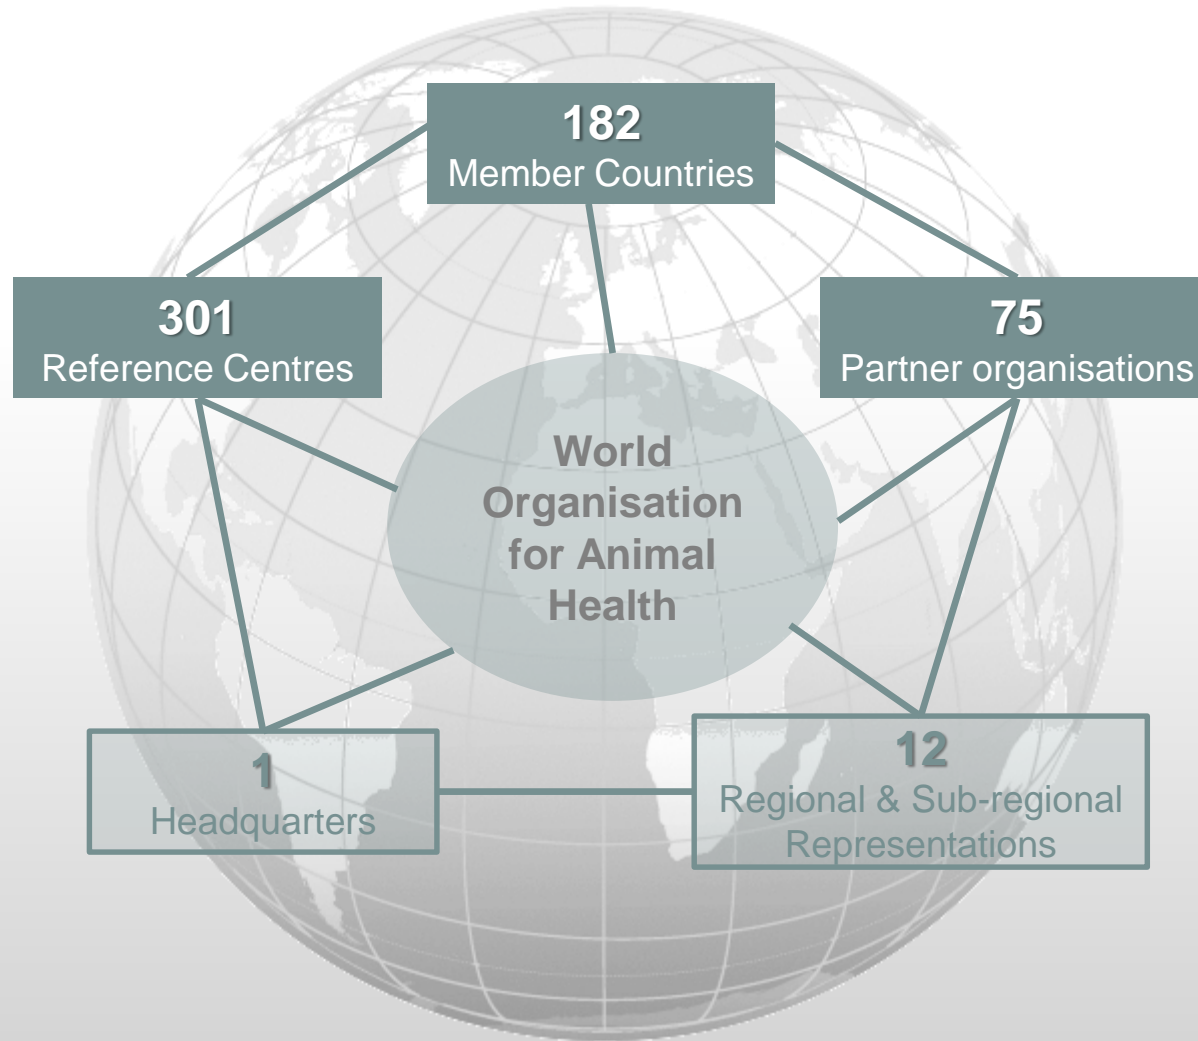 182
Member Countries
301
Reference Centres
75
Partner organisations
World
Organisation
for Animal
Health
1
Headquarters
12
Regional & Sub-regional
Representations